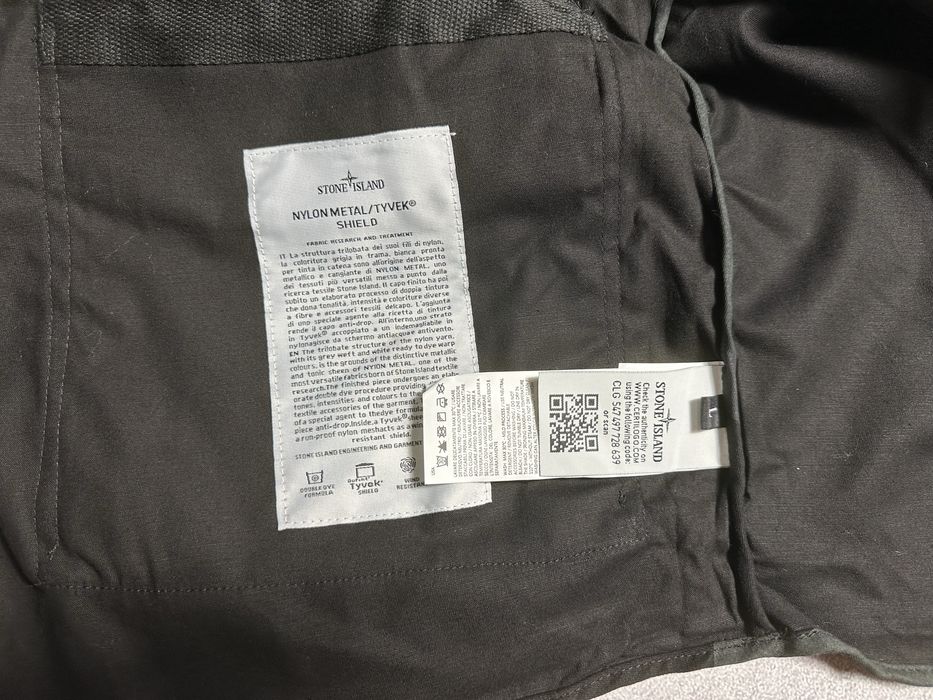 STONE ISLAND
NYLON METAL/TYVEK®
SHIELD
FABRIC RESEARCH AND TREATMENT
IT La struttura trilobata dei suoi fili di nylon,
la coloritura grigia in trama, bianca pronta
per tinta in catena sono all'origine dell'aspetto
metallico e cangiante di NYLON METAL, uno
dei tessuti più versatili messo a punto dalla
ricerca tessile Stone Island. Il capo finito ha poi
subito un elaborato processo di doppia tintura
che dona tonalità, intensità e coloriture diverse
a fibre e accessori tessili delcapo. L'aggiunta
di uno speciale agente alla ricetta di tintura
rende il capo anti-drop. All'interno,uno strato
in Tyvek® accoppiato a un indemagliabile in
nylonagisce da schermo antiacquae antivento.
EN The trilobate structure of the nylon yarn,
with its grey weft and white ready to dye warp
colours, is the grounds of the distinctive metallic
and tonic sheen of NYLON METAL, one of the
most versatile fabrics born of Stone Island textile
research.The finished piece undergoes an elab-
orate double dye procedure providing
tones, intensities and colours to the
textile accessories of the garment.
of a special agent to thedye formula
piece anti-drop.Inside,a Tyvek® shee
a run-proof nylon meshacts as a win
resistant shield.
STONE ISLAND ENGINEERING AND GARMENT
DOUBLE DYE
FORMULA
DuPont
Tyvek®
SHIELD
WIND
RESISTAN
STONE ISLAND
Check the authenticity on
WWW.CERTILOGO.COM
using the following code:
CLG 547 497 728 639
or scan
L